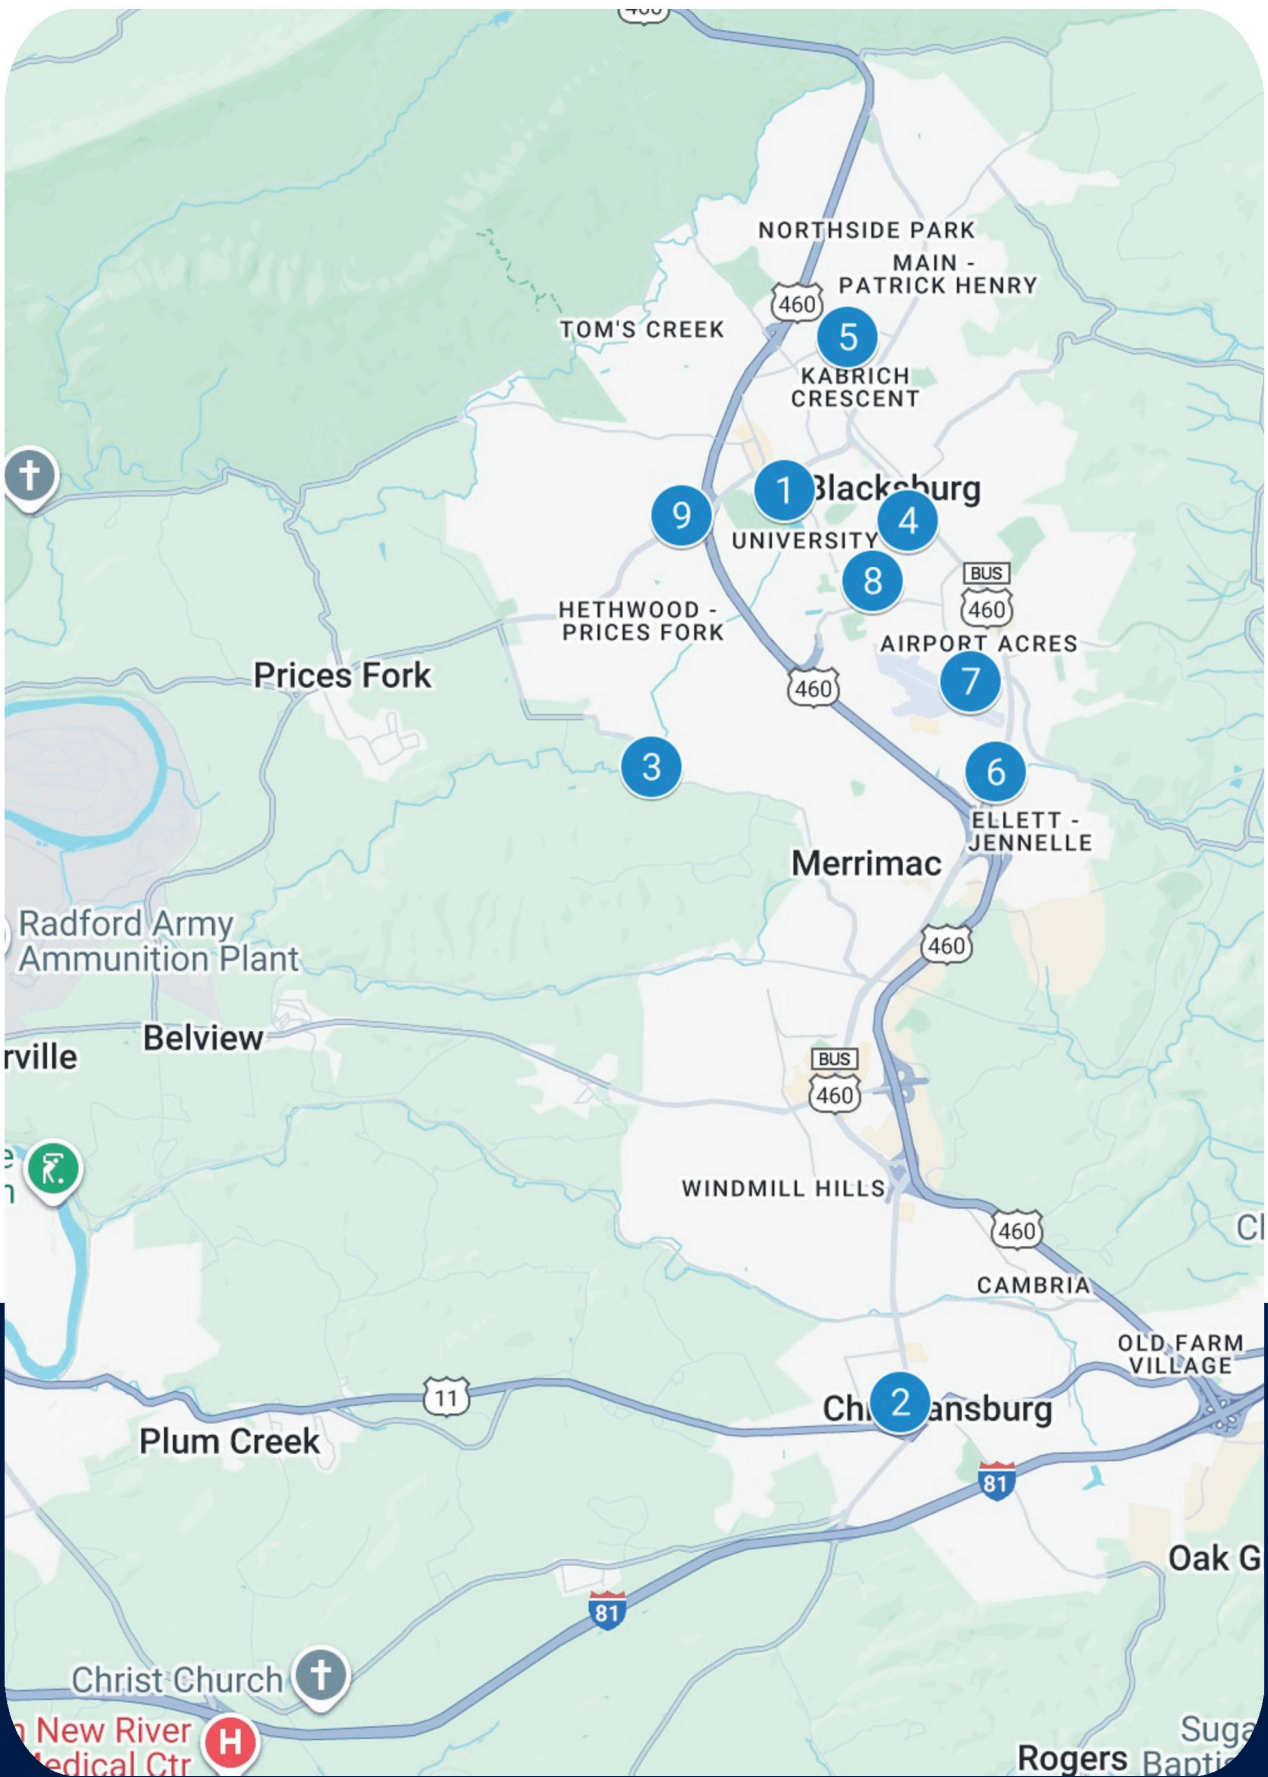 460
NORTHSIDE PARK
MAIN -
PATRICK HENRY
460
TOM'S CREEK
5
KABRICH
CRESCENT
1
Blacksburg
9
4
UNIVERSITY
8
BUS
460
HETHWOOD -
PRICES FORK
AIRPORT ACRES
Prices Fork
460
7
3
6
ELLETT -
JENNELLE
Merrimac
Radford Army
Ammunition Plant
460
Belview
rville
BUS
460
e
n
WINDMILL HILLS
460
Cl
CAMBRIA
OLD FARM
VILLAGE
11
2
Plum Creek
81
Oak G
81
Christ Church
New River
Medical Ctr
H
Suga
Rogers
Baptis